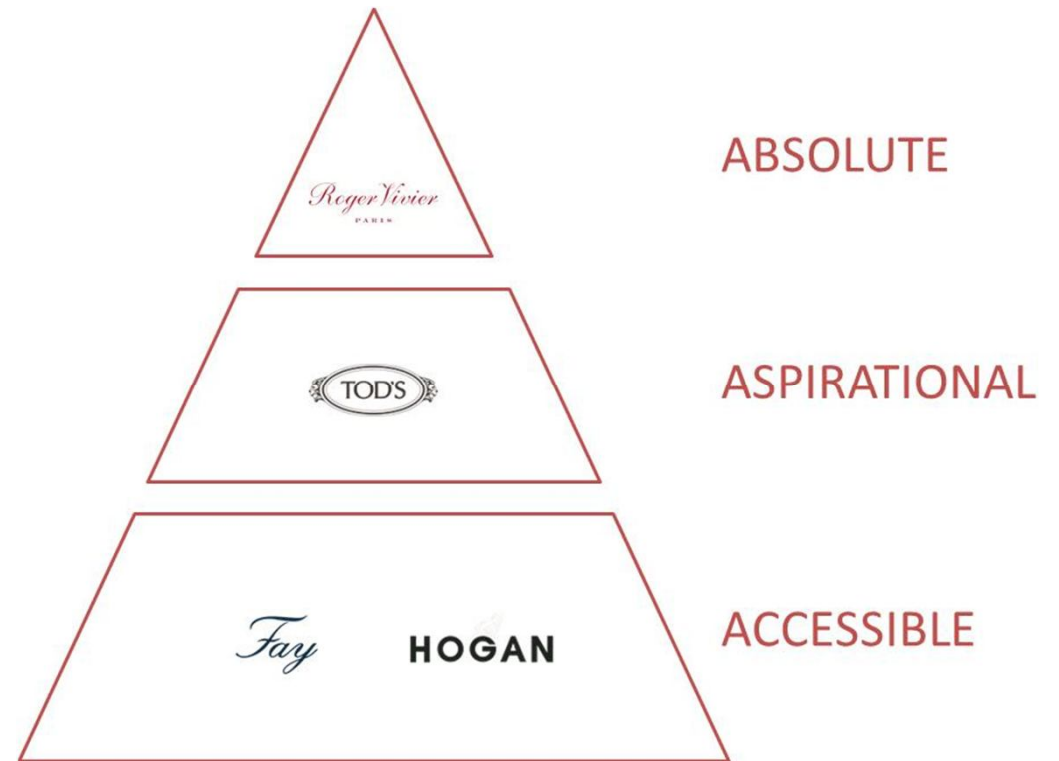 ABSOLUTE
Roger Vivier
PARIS
ASPIRATIONAL
TOD'S
ACCESSIBLE
Fay
HOGAN